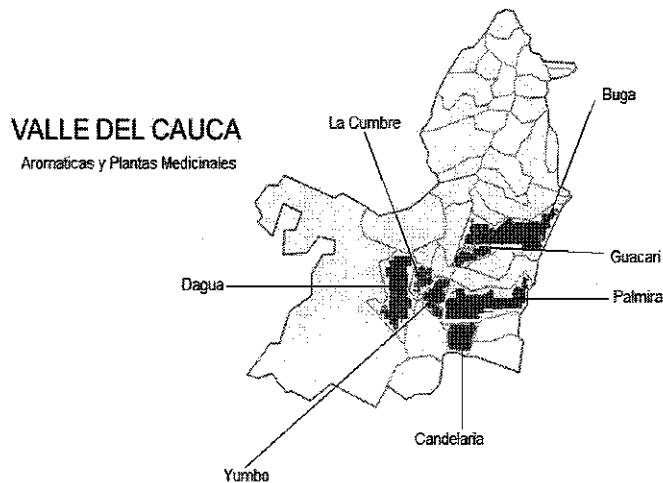 VALLE DEL CAUCA
Aromaticas y Plantas Medicinales
La Cumbre
Buga
Guacari
Dagua
Palmira
Candelaria
Yumbo